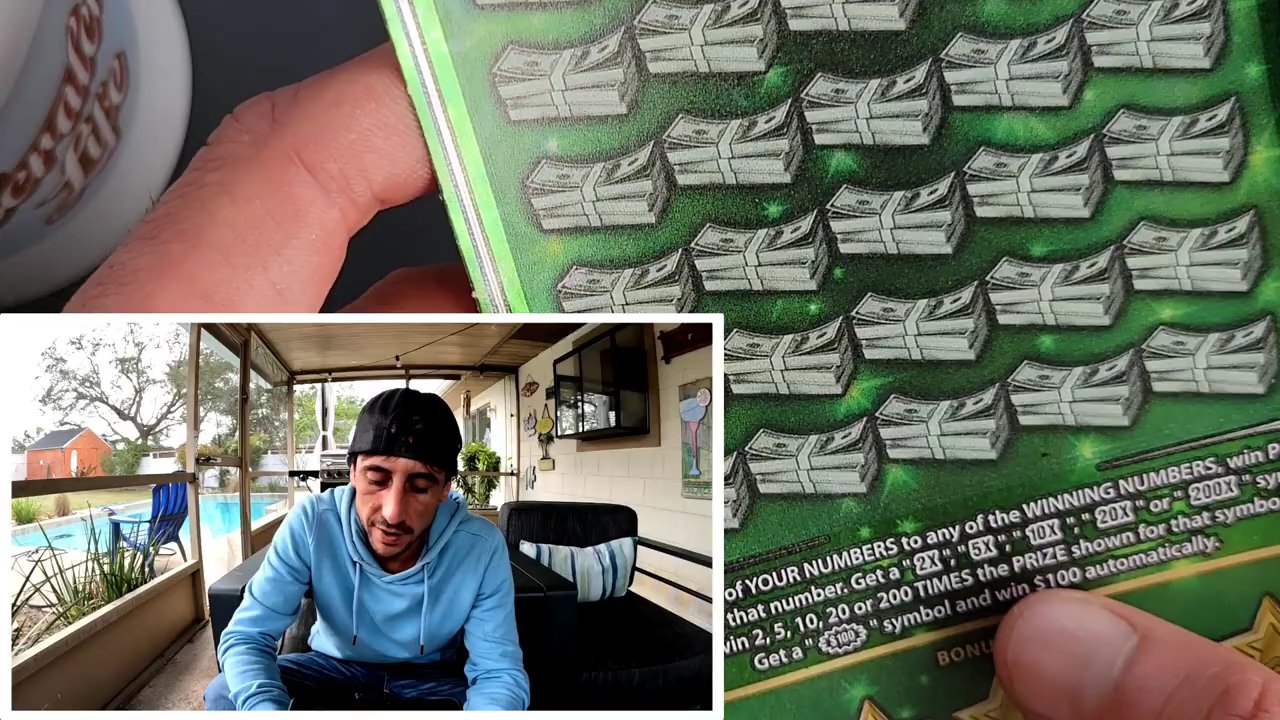 of YOUR NUMBERS to any of the WINNING NUMBERS, win P
that number. Get a "2X", "5X", "10X", "20X" or "200X" sy
win 2, 5, 10, 20 or 200 TIMES the PRIZE shown for that symbo
Get a "$100" symbol and win $100 automatically.
BONU